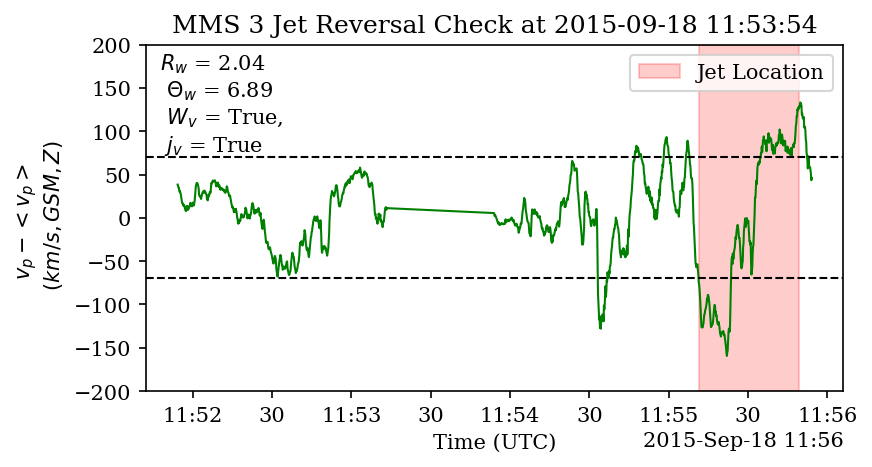 MMS 3 Jet Reversal Check at 2015-09-18 11:53:54
R_w = 2.04
Θ_w = 6.89
W_v = True,
j_v = True
Jet Location
200
150
100
50
0
−50
−100
−150
−200
v_p − < v_p >
(km/s, GSM, Z)
11:52 30 11:53 30 11:54 30 11:55 30 11:56
Time (UTC)
2015-Sep-18 11:56